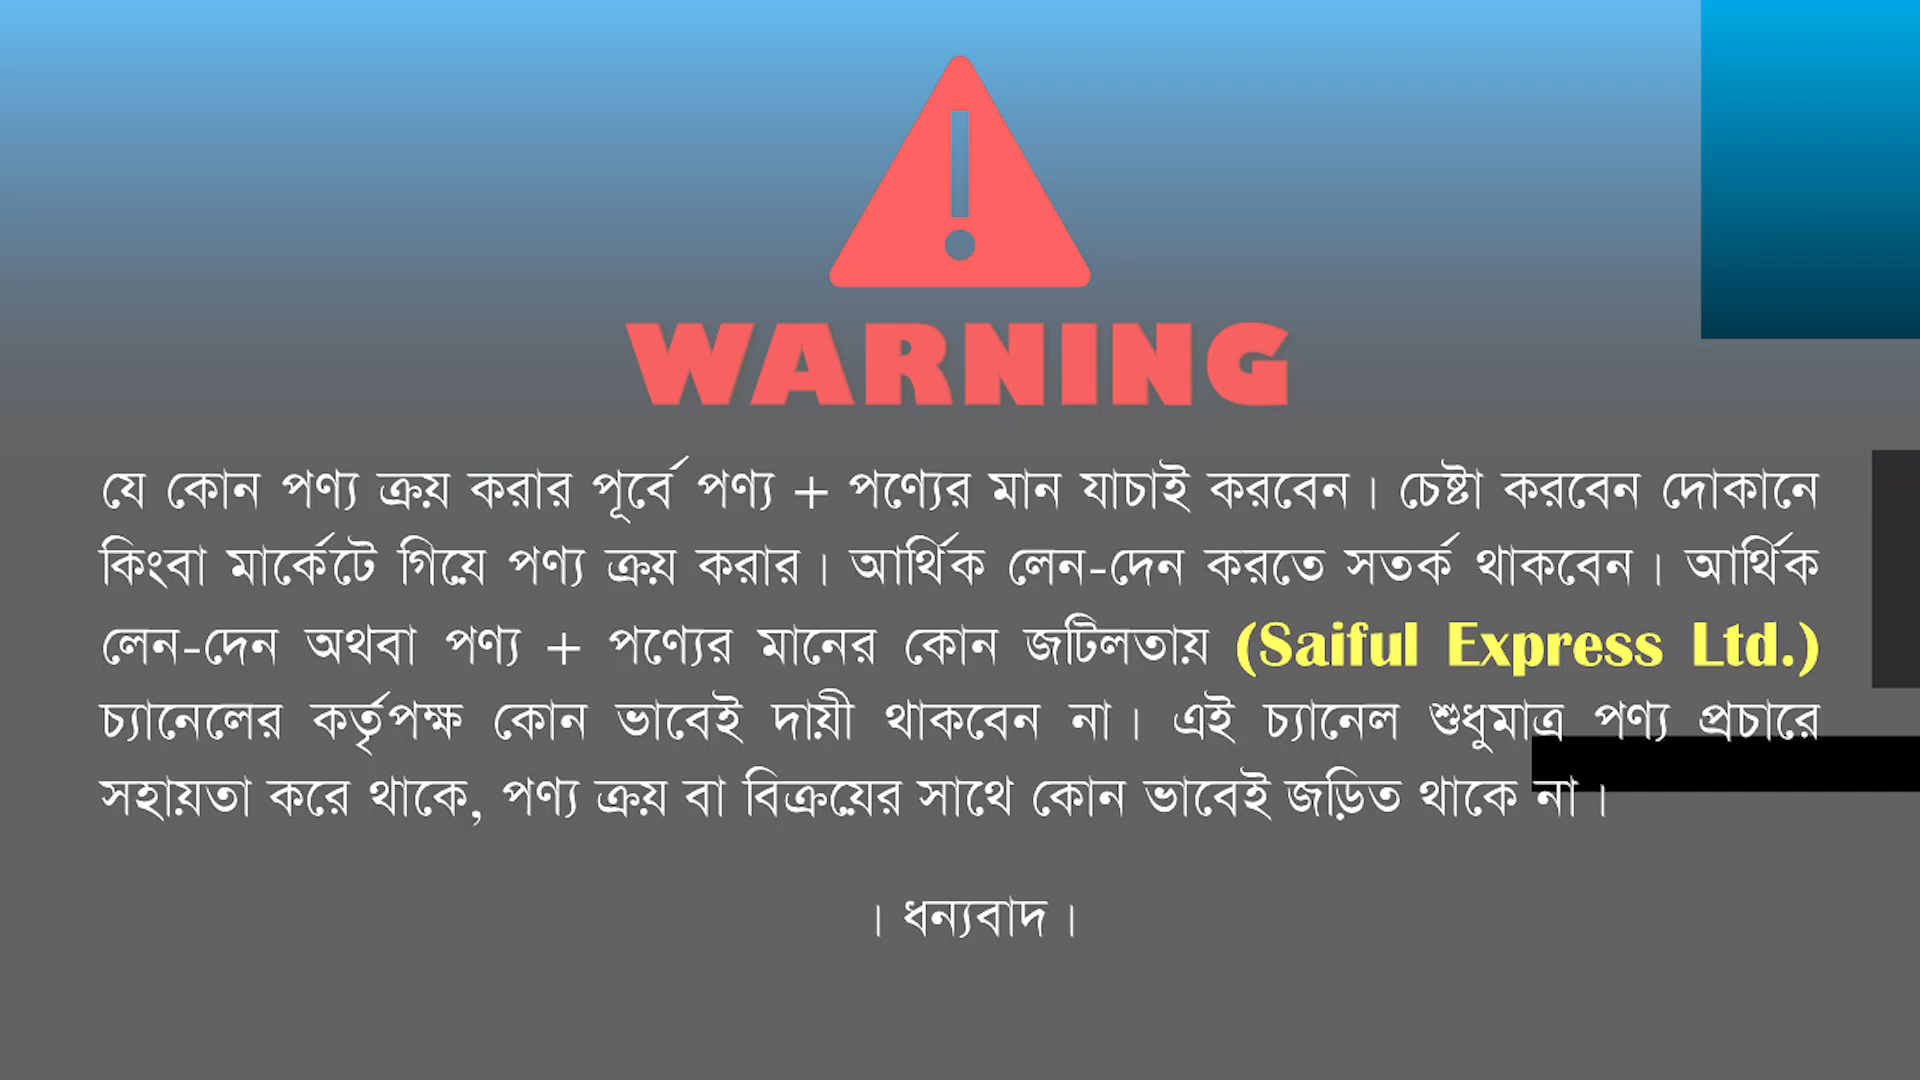 WARNING
যে কোন পণ্য ক্রয় করার পূর্বে পণ্য + পণ্যের মান যাচাই করবেন। চেষ্টা করবেন দোকানে
কিংবা মার্কেটে গিয়ে পণ্য ক্রয় করার। আর্থিক লেন-দেন করতে সতর্ক থাকবেন। আর্থিক
লেন-দেন অথবা পণ্য + পণ্যের মানের কোন জটিলতায় (Saiful Express Ltd.)
চ্যানেলের কর্তৃপক্ষ কোন ভাবেই দায়ী থাকবেন না। এই চ্যানেল শুধুমাত্র পণ্য প্রচারে
সহায়তা করে থাকে, পণ্য ক্রয় বা বিক্রয়ের সাথে কোন ভাবেই জড়িত থাকে না।
। ধন্যবাদ ।